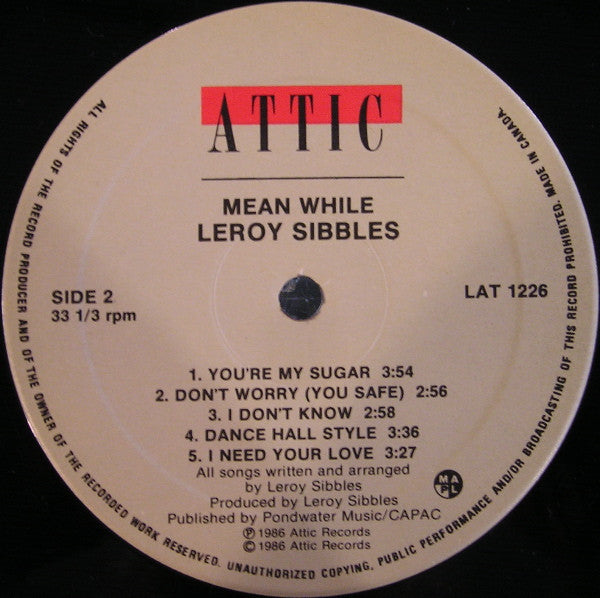 ATTIC
MEAN WHILE
LEROY SIBBLES
SIDE 2
33 1/3 rpm
LAT 1226
1. YOU'RE MY SUGAR 3:54
2. DON'T WORRY (YOU SAFE) 2:56
3. I DON'T KNOW 2:58
4. DANCE HALL STYLE 3:36
5. I NEED YOUR LOVE 3:27
All songs written and arranged
by Leroy Sibbles
Produced by Leroy Sibbles
Published by Pondwater Music/CAPAC
℗ 1986 Attic Records
© 1986 Attic Records
MAPL
ALL RIGHTS OF THE RECORD PRODUCER AND OF THE OWNER OF THE RECORDED WORK RESERVED. UNAUTHORIZED COPYING, PUBLIC PERFORMANCE AND/OR BROADCASTING OF THIS RECORD PROHIBITED. MADE IN CANADA.